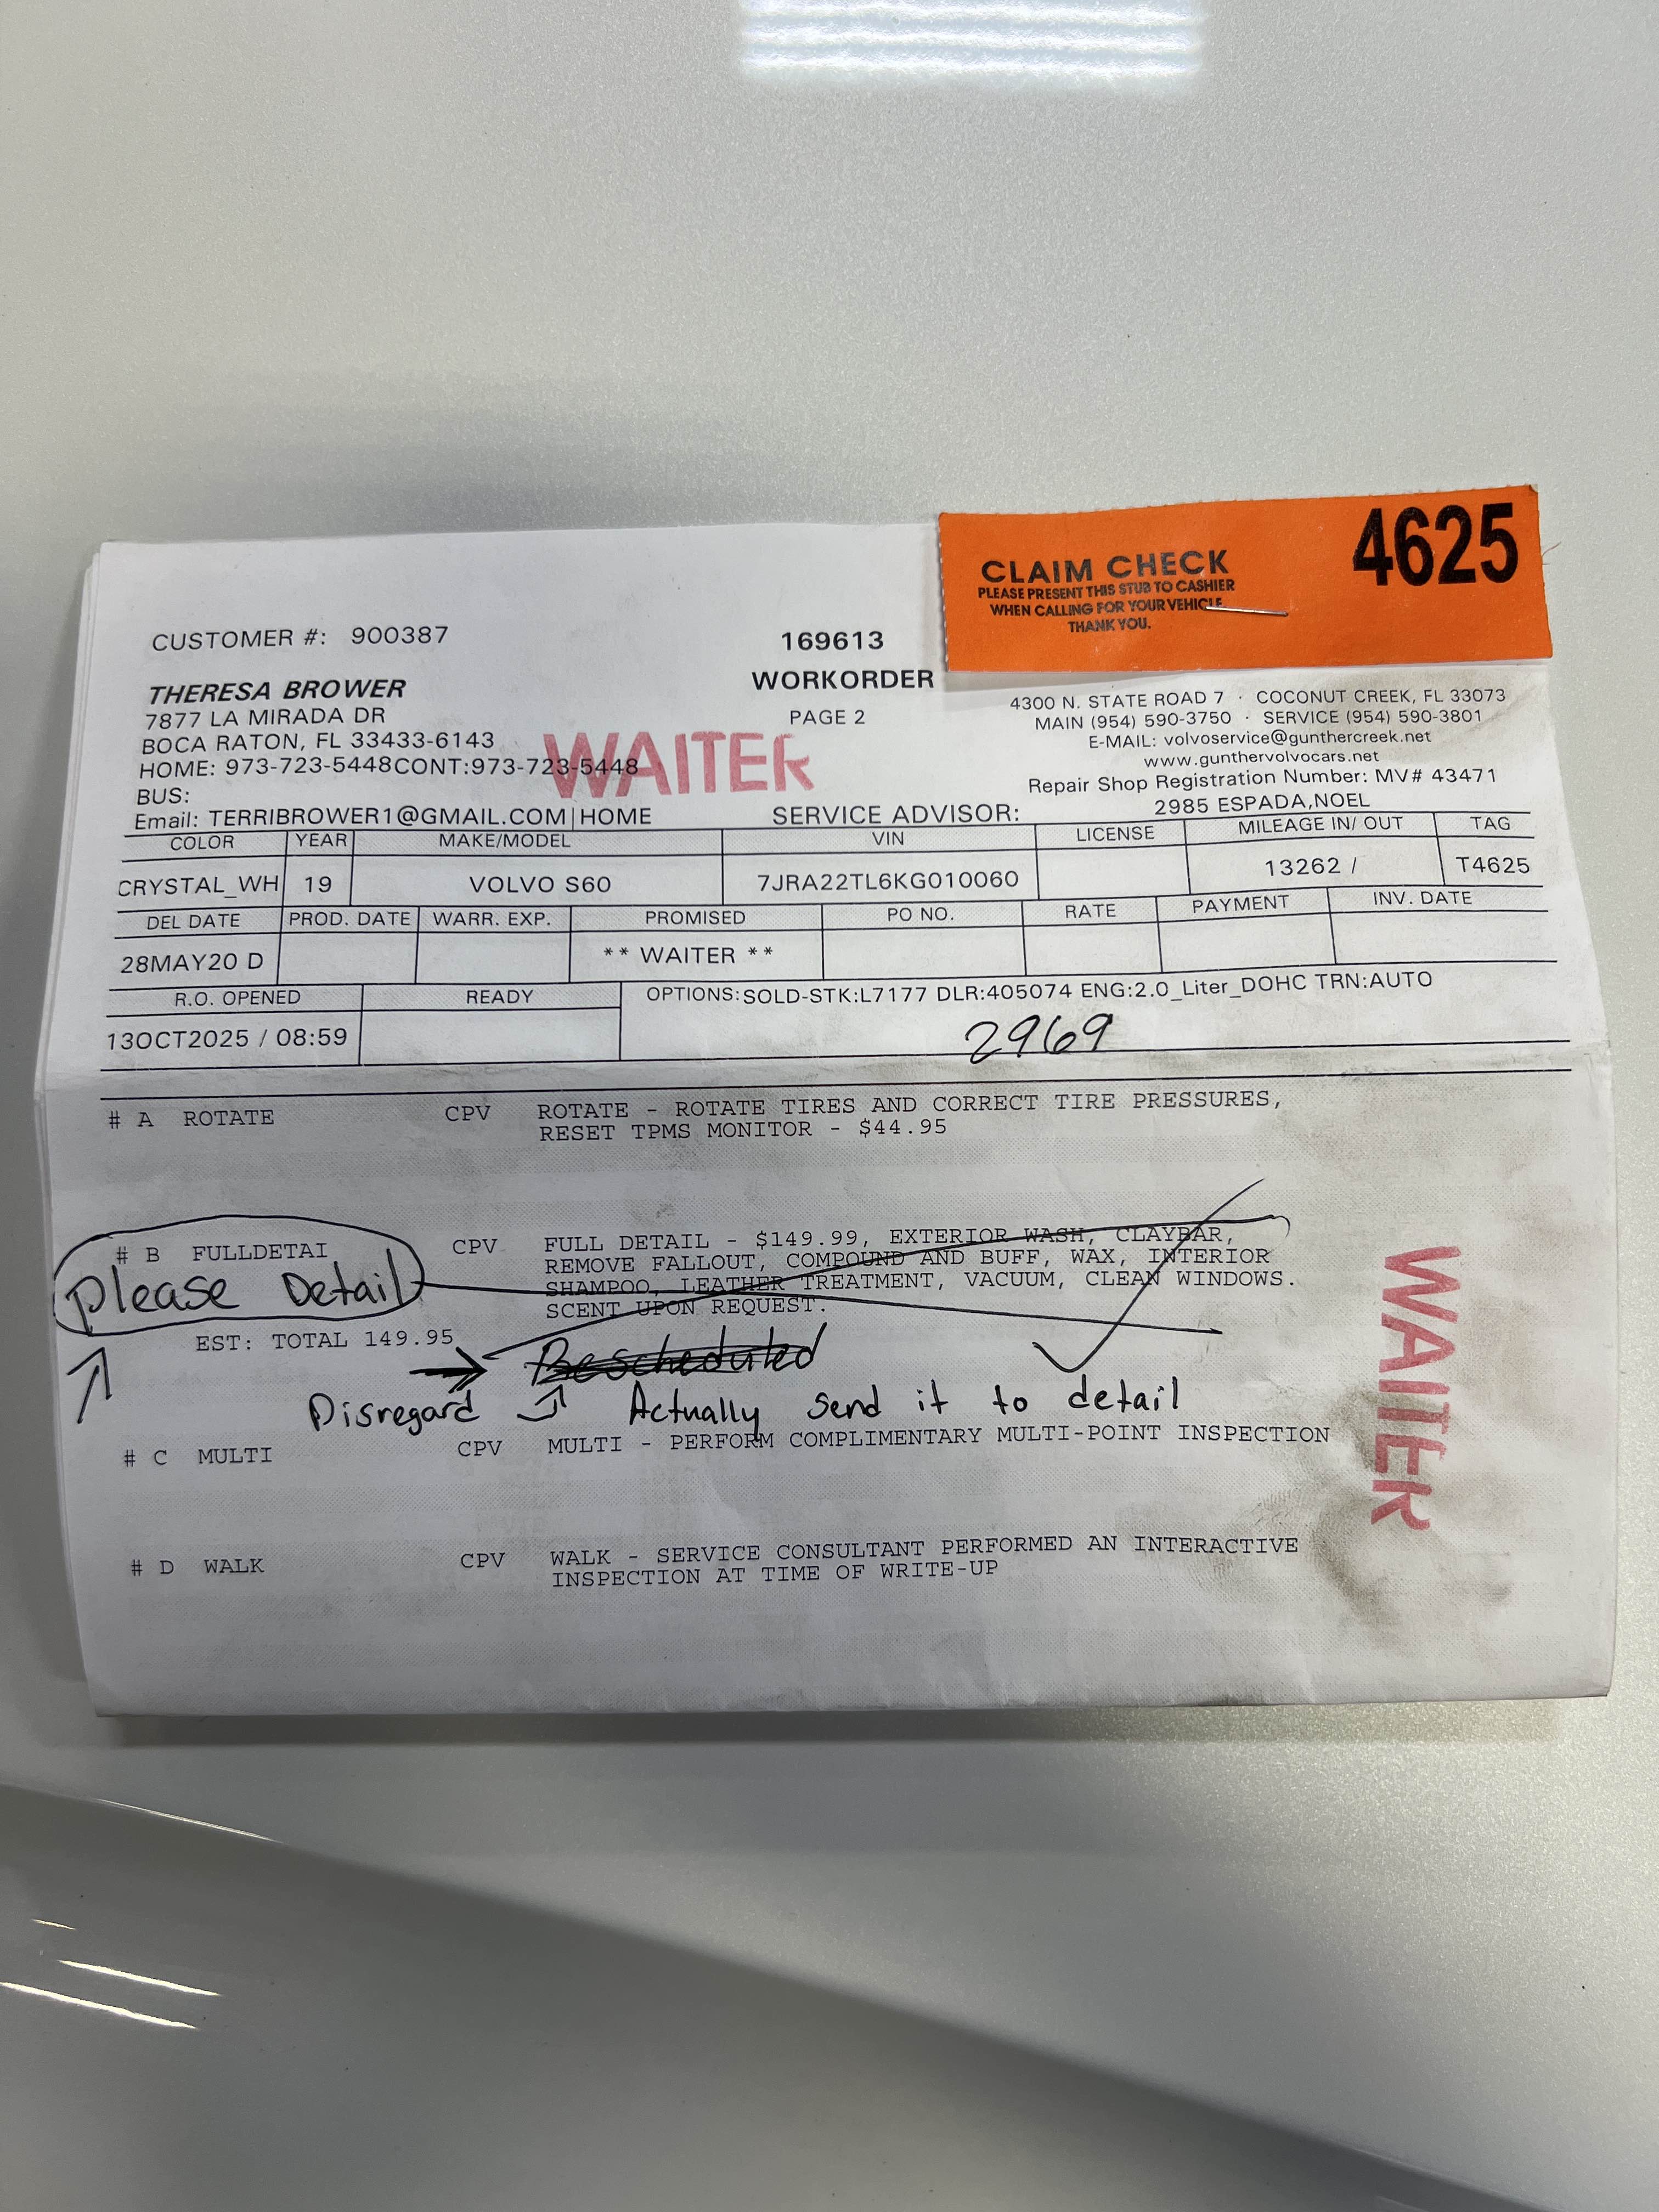 4625
CLAIM CHECK
PLEASE PRESENT THIS STUB TO CASHIER
WHEN CALLING FOR YOUR VEHICLE
THANK YOU.
CUSTOMER #: 900387
169613
WORKORDER
PAGE 2
THERESA BROWER
7877 LA MIRADA DR
BOCA RATON, FL 33433-6143
HOME: 973-723-5448CONT:973-723-5448
BUS:
Email: TERRIBROWER1@GMAIL.COM|HOME
WAITER
4300 N. STATE ROAD 7 · COCONUT CREEK, FL 33073
MAIN (954) 590-3750 · SERVICE (954) 590-3801
E-MAIL: volvoservice@gunthercreek.net
www.gunthervolvocars.net
Repair Shop Registration Number: MV# 43471
SERVICE ADVISOR: 2985 ESPADA,NOEL
COLOR YEAR MAKE/MODEL VIN LICENSE MILEAGE IN/ OUT TAG
CRYSTAL_WH 19 VOLVO S60 7JRA22TL6KG010060 13262 / T4625
DEL DATE PROD. DATE WARR. EXP. PROMISED PO NO. RATE PAYMENT INV. DATE
28MAY20 D ** WAITER **
R.O. OPENED READY OPTIONS:SOLD-STK:L7177 DLR:405074 ENG:2.0_Liter_DOHC TRN:AUTO
13OCT2025 / 08:59
2969
# A ROTATE CPV ROTATE - ROTATE TIRES AND CORRECT TIRE PRESSURES,
RESET TPMS MONITOR - $44.95
# B FULLDETAI CPV FULL DETAIL - $149.99, EXTERIOR WASH, CLAYBAR,
REMOVE FALLOUT, COMPOUND AND BUFF, WAX, INTERIOR
SHAMPOO, LEATHER TREATMENT, VACUUM, CLEAN WINDOWS.
SCENT UPON REQUEST.
Please Detail
EST: TOTAL 149.95
Rescheduled
Disregard Actually send it to detail
# C MULTI CPV MULTI - PERFORM COMPLIMENTARY MULTI-POINT INSPECTION
# D WALK CPV WALK - SERVICE CONSULTANT PERFORMED AN INTERACTIVE
INSPECTION AT TIME OF WRITE-UP
WAITER